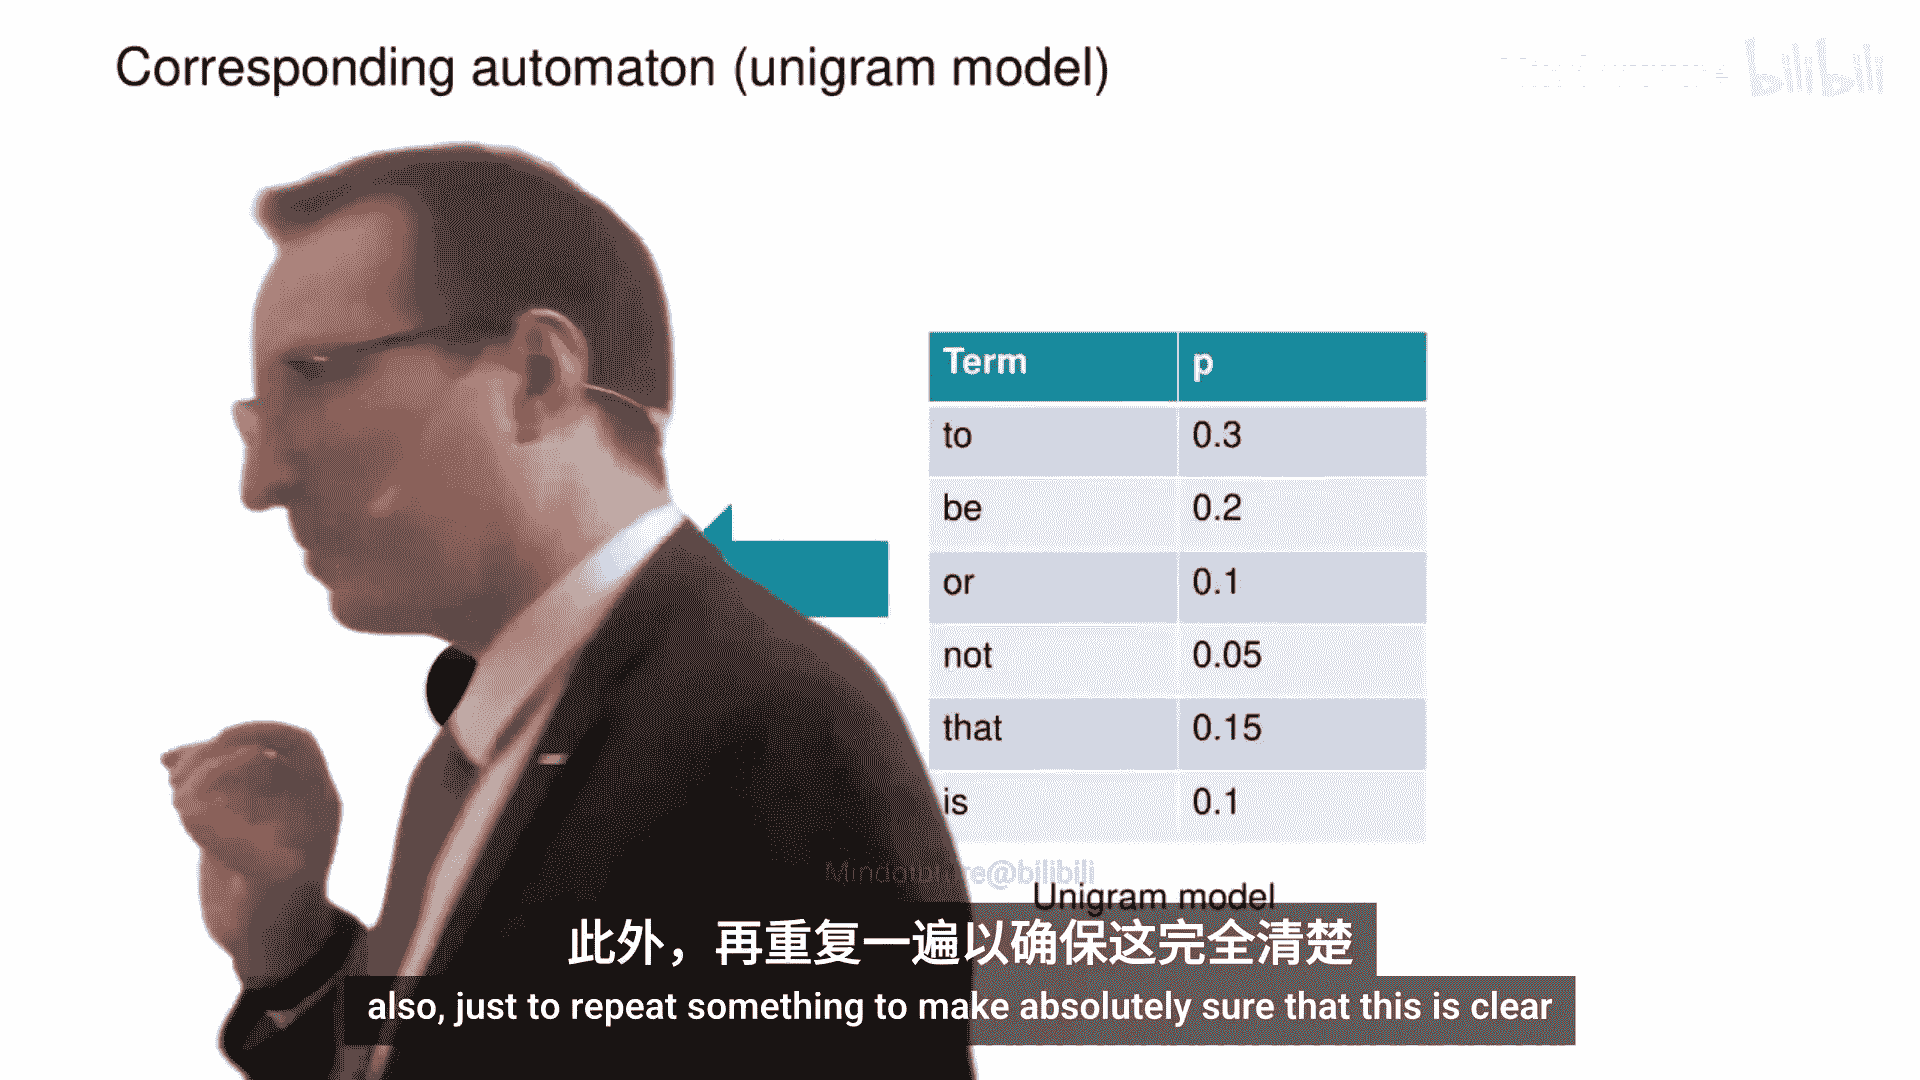 Corresponding automaton (unigram model)
bilibili
Term p
to 0.3
be 0.2
or 0.1
not 0.05
that 0.15
is 0.1
@bilibili
Unigram model
此外，再重复一遍以确保这完全清楚
also, just to repeat something to make absolutely sure that this is clear